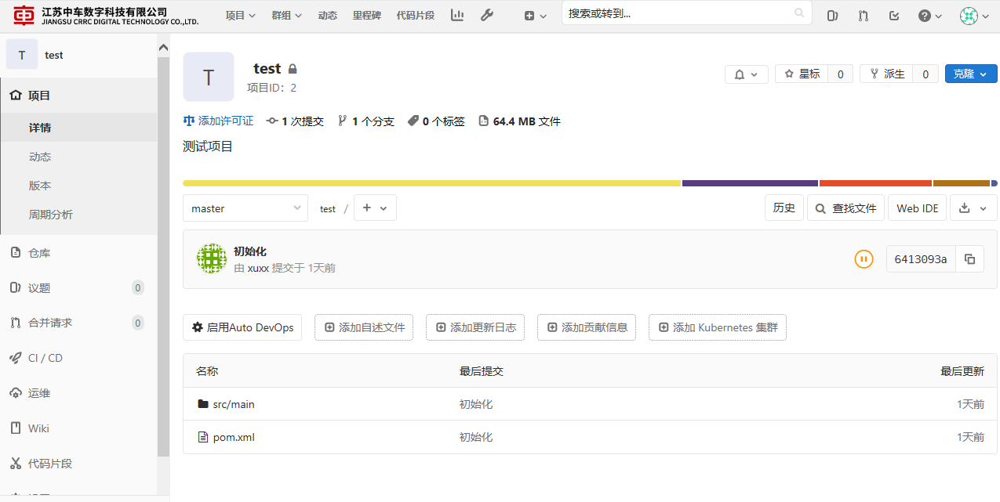 江苏中车数字科技有限公司
JIANGSU CRRC DIGITAL TECHNOLOGY CO.,LTD.
项目 群组 动态 里程碑 代码片段 搜索或转到...
T test
项目
详情
动态
版本
周期分析
仓库
议题 0
合并请求 0
CI / CD
运维
Wiki
代码片段
T
test
项目ID: 2
星标 0 派生 0 克隆
添加许可证 1 次提交 1 个分支 0 个标签 64.4 MB 文件
测试项目
master test / + 历史 查找文件 Web IDE
初始化
由 xuxx 提交于 1天前
6413093a
启用Auto DevOps 添加自述文件 添加更新日志 添加贡献信息 添加 Kubernetes 集群
名称 最后提交 最后更新
src/main 初始化 1天前
pom.xml 初始化 1天前